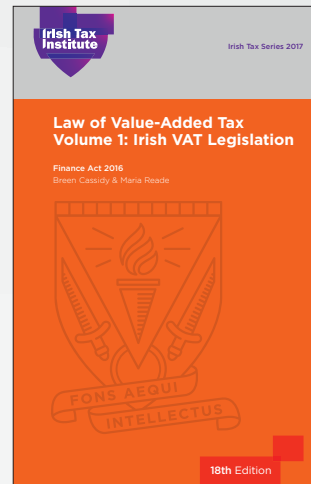 Irish Tax
Institute
Irish Tax Series 2017
Law of Value-Added Tax
Volume 1: Irish VAT Legislation
Finance Act 2016
Breen Cassidy & Maria Reade
FONS AEQUI
INTELLECTUS
18th Edition